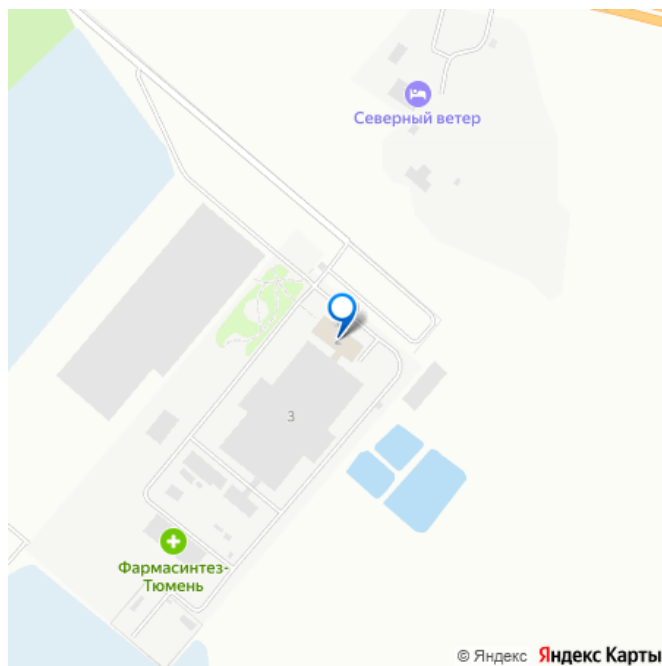 Северный ветер
3
Фармасинтез-
Тюмень
© Яндекс Яндекс Карты